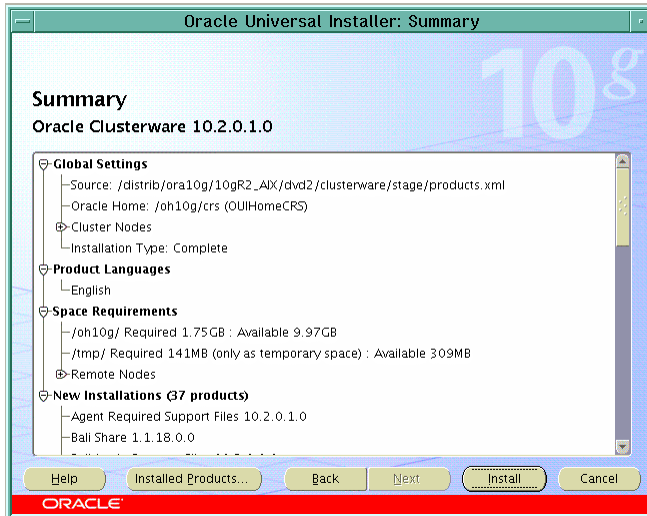 Oracle Universal Installer: Summary
10g
Summary
Oracle Clusterware 10.2.0.1.0
Global Settings
Source: /distrib/ora10g/10gR2_AIX/dvd2/clusterware/stage/products.xml
Oracle Home: /oh10g/crs (OUIHomeCRS)
Cluster Nodes
Installation Type: Complete
Product Languages
English
Space Requirements
/oh10g/ Required 1.75GB : Available 9.97GB
/tmp/ Required 141MB (only as temporary space) : Available 309MB
Remote Nodes
New Installations (37 products)
Agent Required Support Files 10.2.0.1.0
Bali Share 1.1.18.0.0
Help Installed Products... Back Next Install Cancel
ORACLE